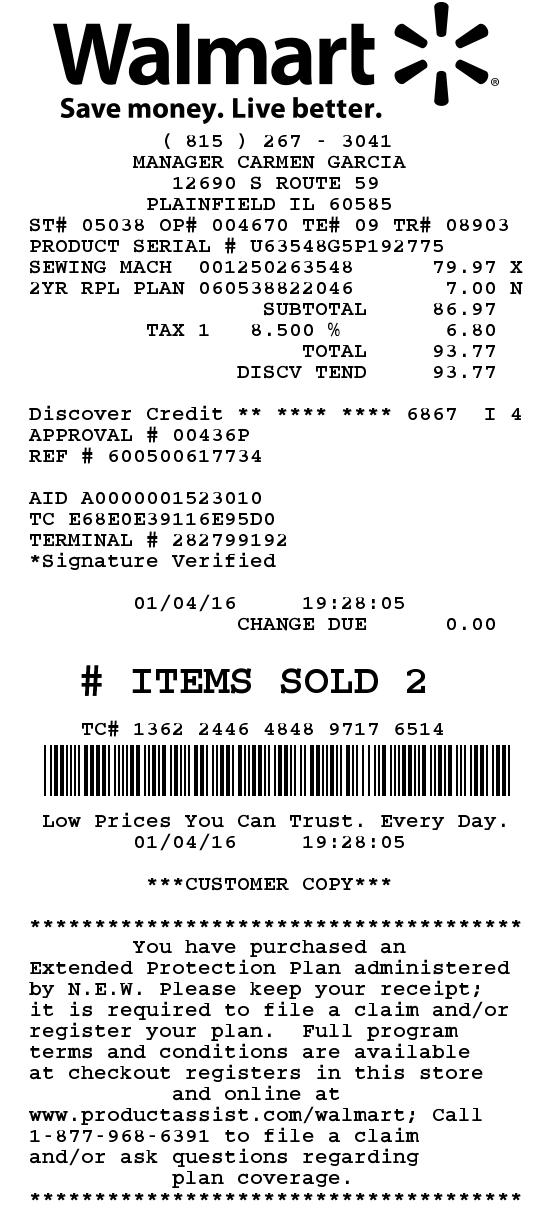 Walmart
Save money. Live better.
( 815 ) 267 - 3041
MANAGER CARMEN GARCIA
12690 S ROUTE 59
PLAINFIELD IL 60585
ST# 05038 OP# 004670 TE# 09 TR# 08903
PRODUCT SERIAL # U63548G5P192775
SEWING MACH 001250263548 79.97 X
2YR RPL PLAN 060538822046 7.00 N
SUBTOTAL 86.97
TAX 1 8.500 % 6.80
TOTAL 93.77
DISCV TEND 93.77
Discover Credit ** **** **** 6867 I 4
APPROVAL # 00436P
REF # 600500617734
AID A0000001523010
TC E68E0E39116E95D0
TERMINAL # 282799192
*Signature Verified
01/04/16 19:28:05
CHANGE DUE 0.00
# ITEMS SOLD 2
TC# 1362 2446 4848 9717 6514
Low Prices You Can Trust. Every Day.
01/04/16 19:28:05
***CUSTOMER COPY***
**************************************
You have purchased an
Extended Protection Plan administered
by N.E.W. Please keep your receipt;
it is required to file a claim and/or
register your plan. Full program
terms and conditions are available
at checkout registers in this store
and online at
www.productassist.com/walmart; Call
1-877-968-6391 to file a claim
and/or ask questions regarding
plan coverage.
**************************************